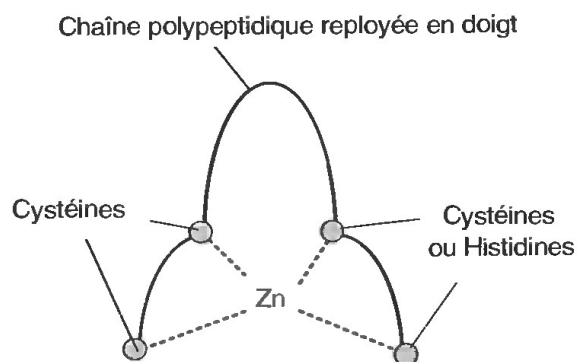 Chaîne polypeptidique reployée en doigt
Cystéines
Cystéines
ou Histidines
Zn